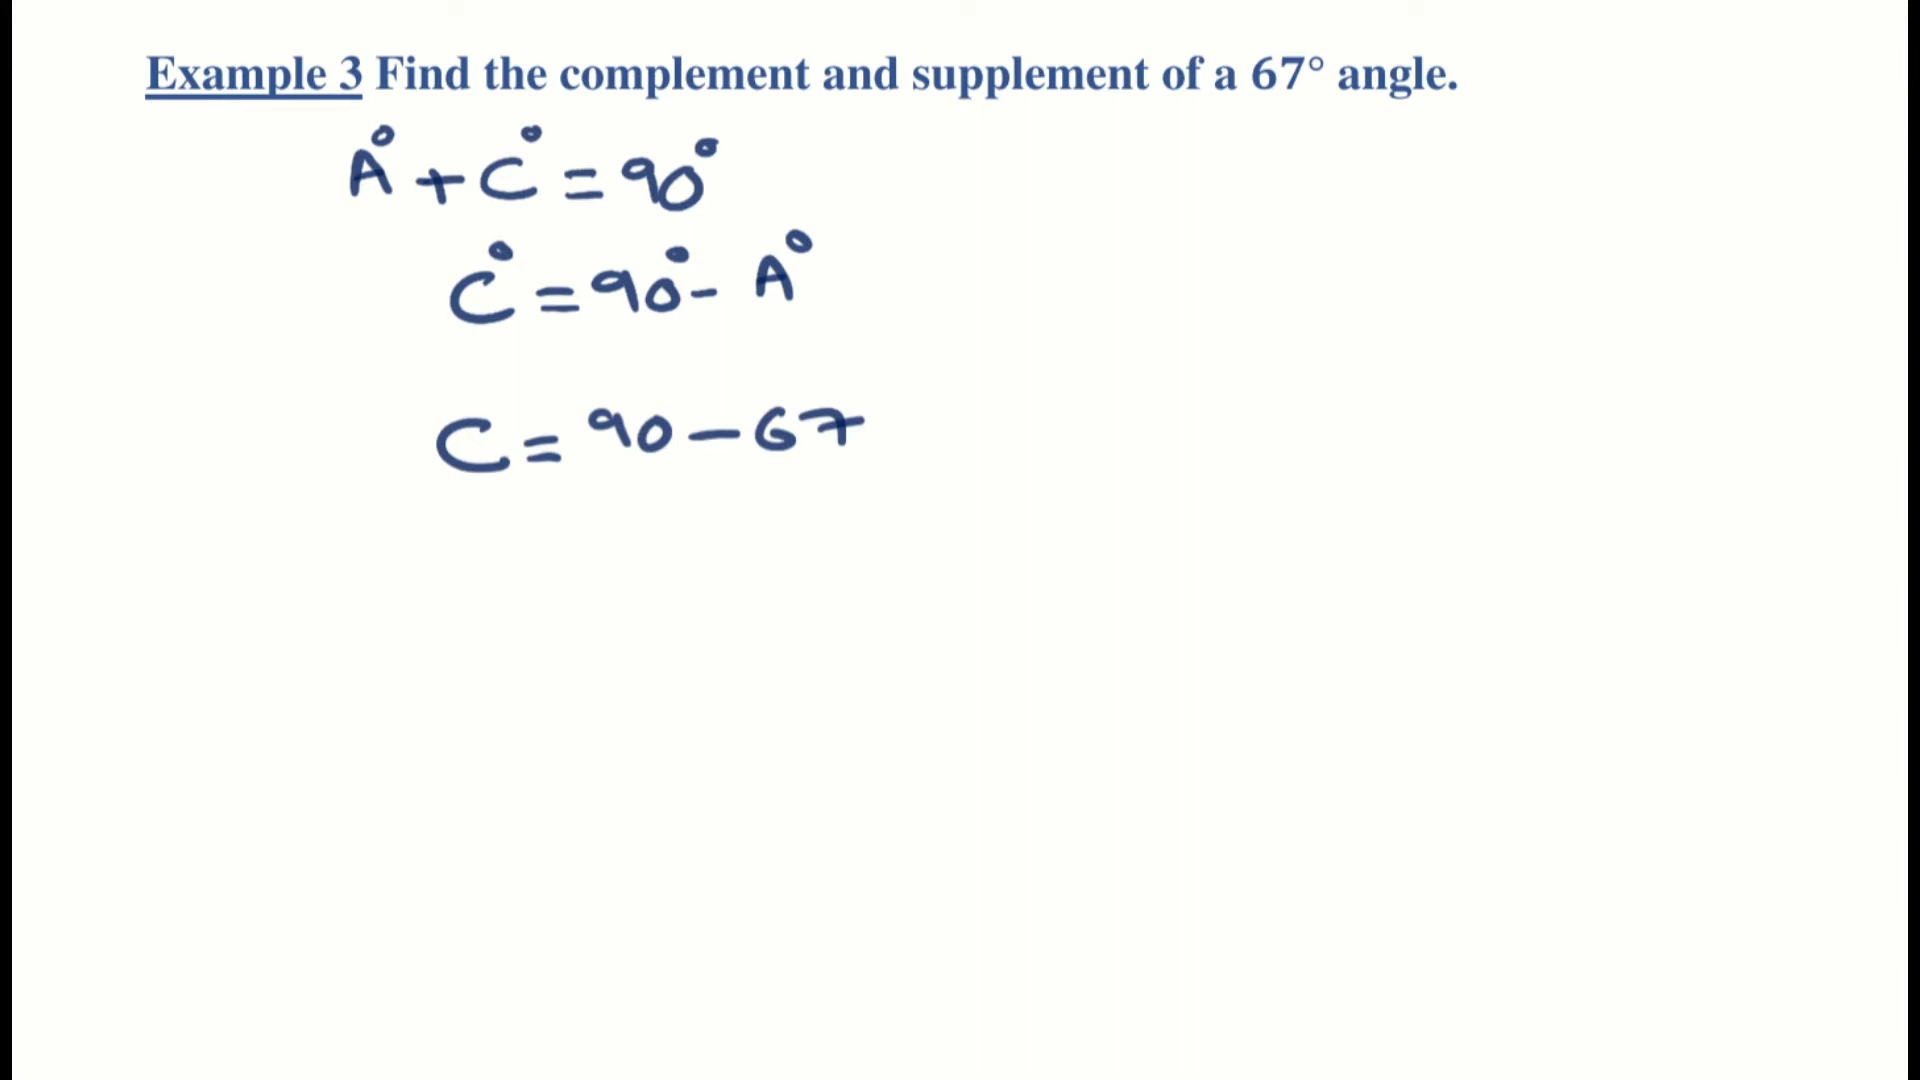 Example 3 Find the complement and supplement of a 67° angle.
A° + C° = 90°
C° = 90° - A°
C = 90 - 67